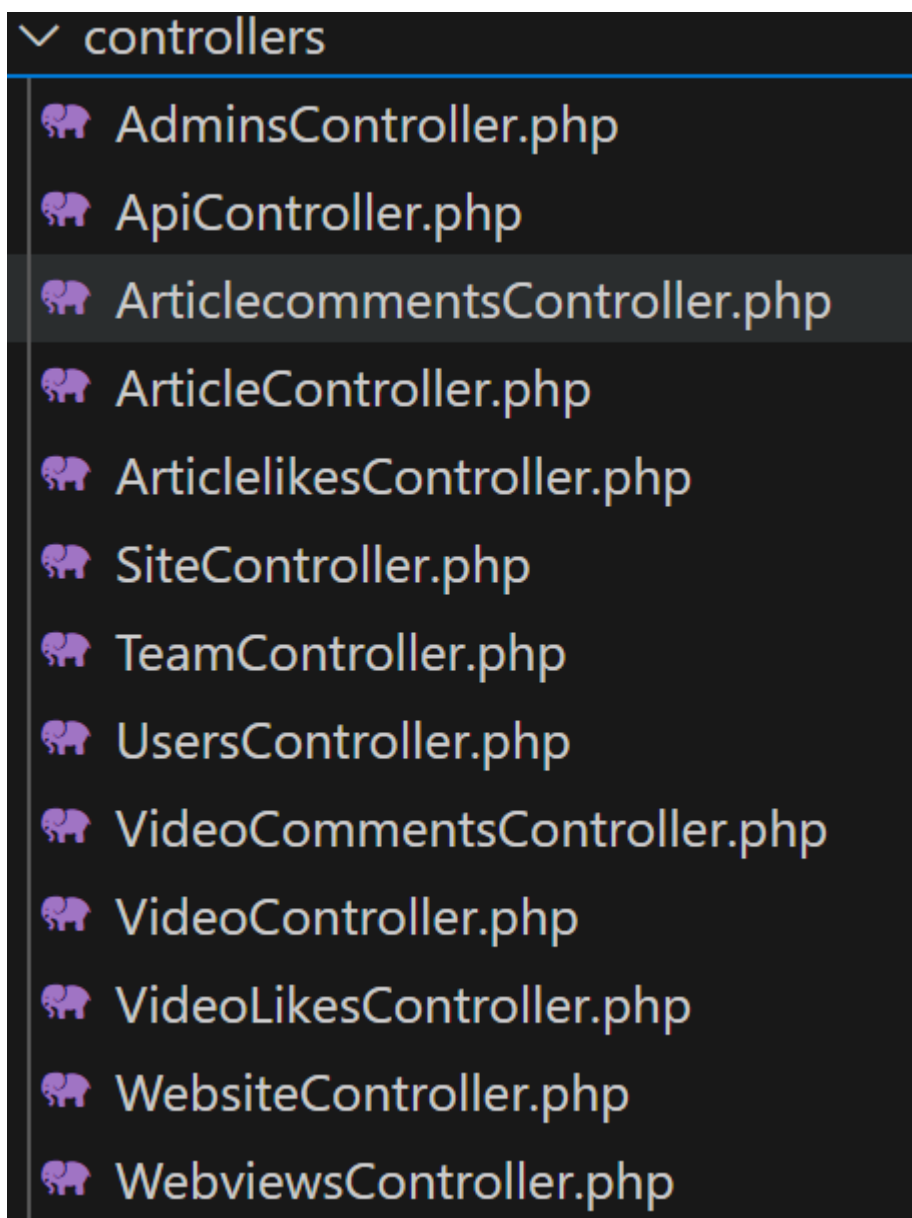 controllers
AdminsController.php
ApiController.php
ArticlecommentsController.php
ArticleController.php
ArticlelikesController.php
SiteController.php
TeamController.php
UsersController.php
VideoCommentsController.php
VideoController.php
VideoLikesController.php
WebsiteController.php
WebviewsController.php